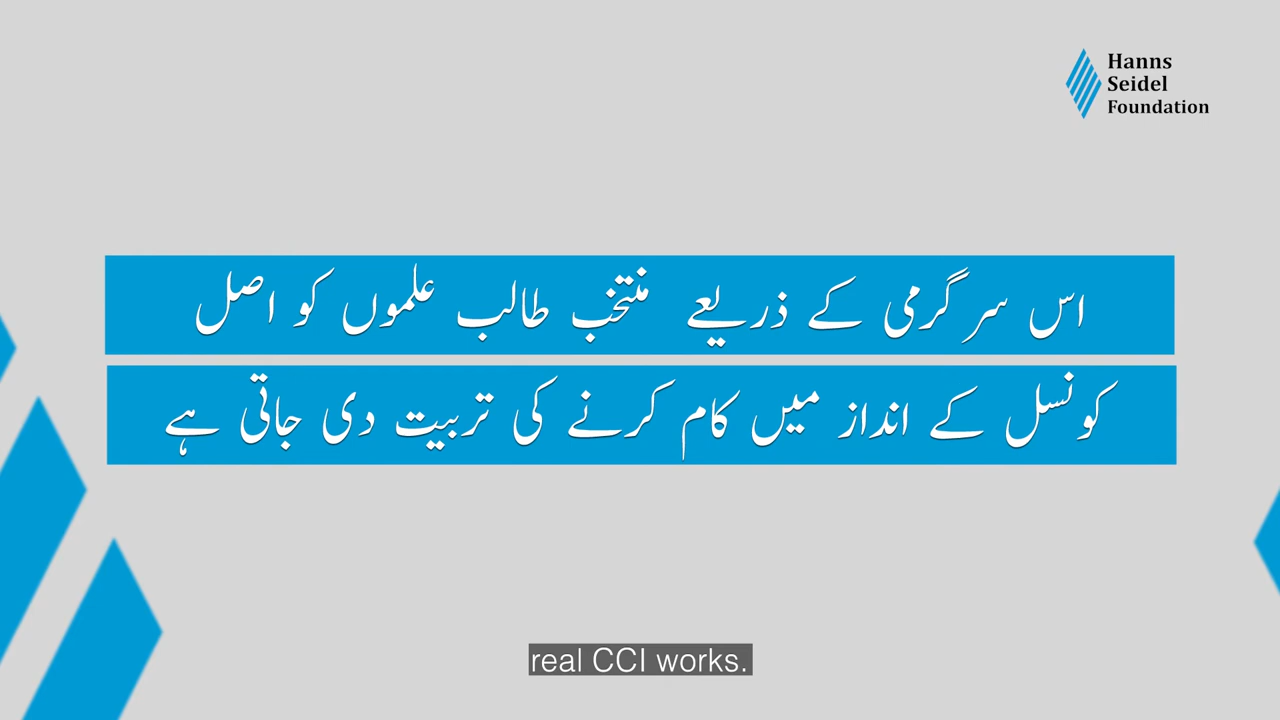 Hanns
Seidel
Foundation
اس سرگرمی کے ذریعے منتخب طالب علموں کو اصل
کونسل کے انداز میں کام کرنے کی تربیت دی جاتی ہے
real CCI works.